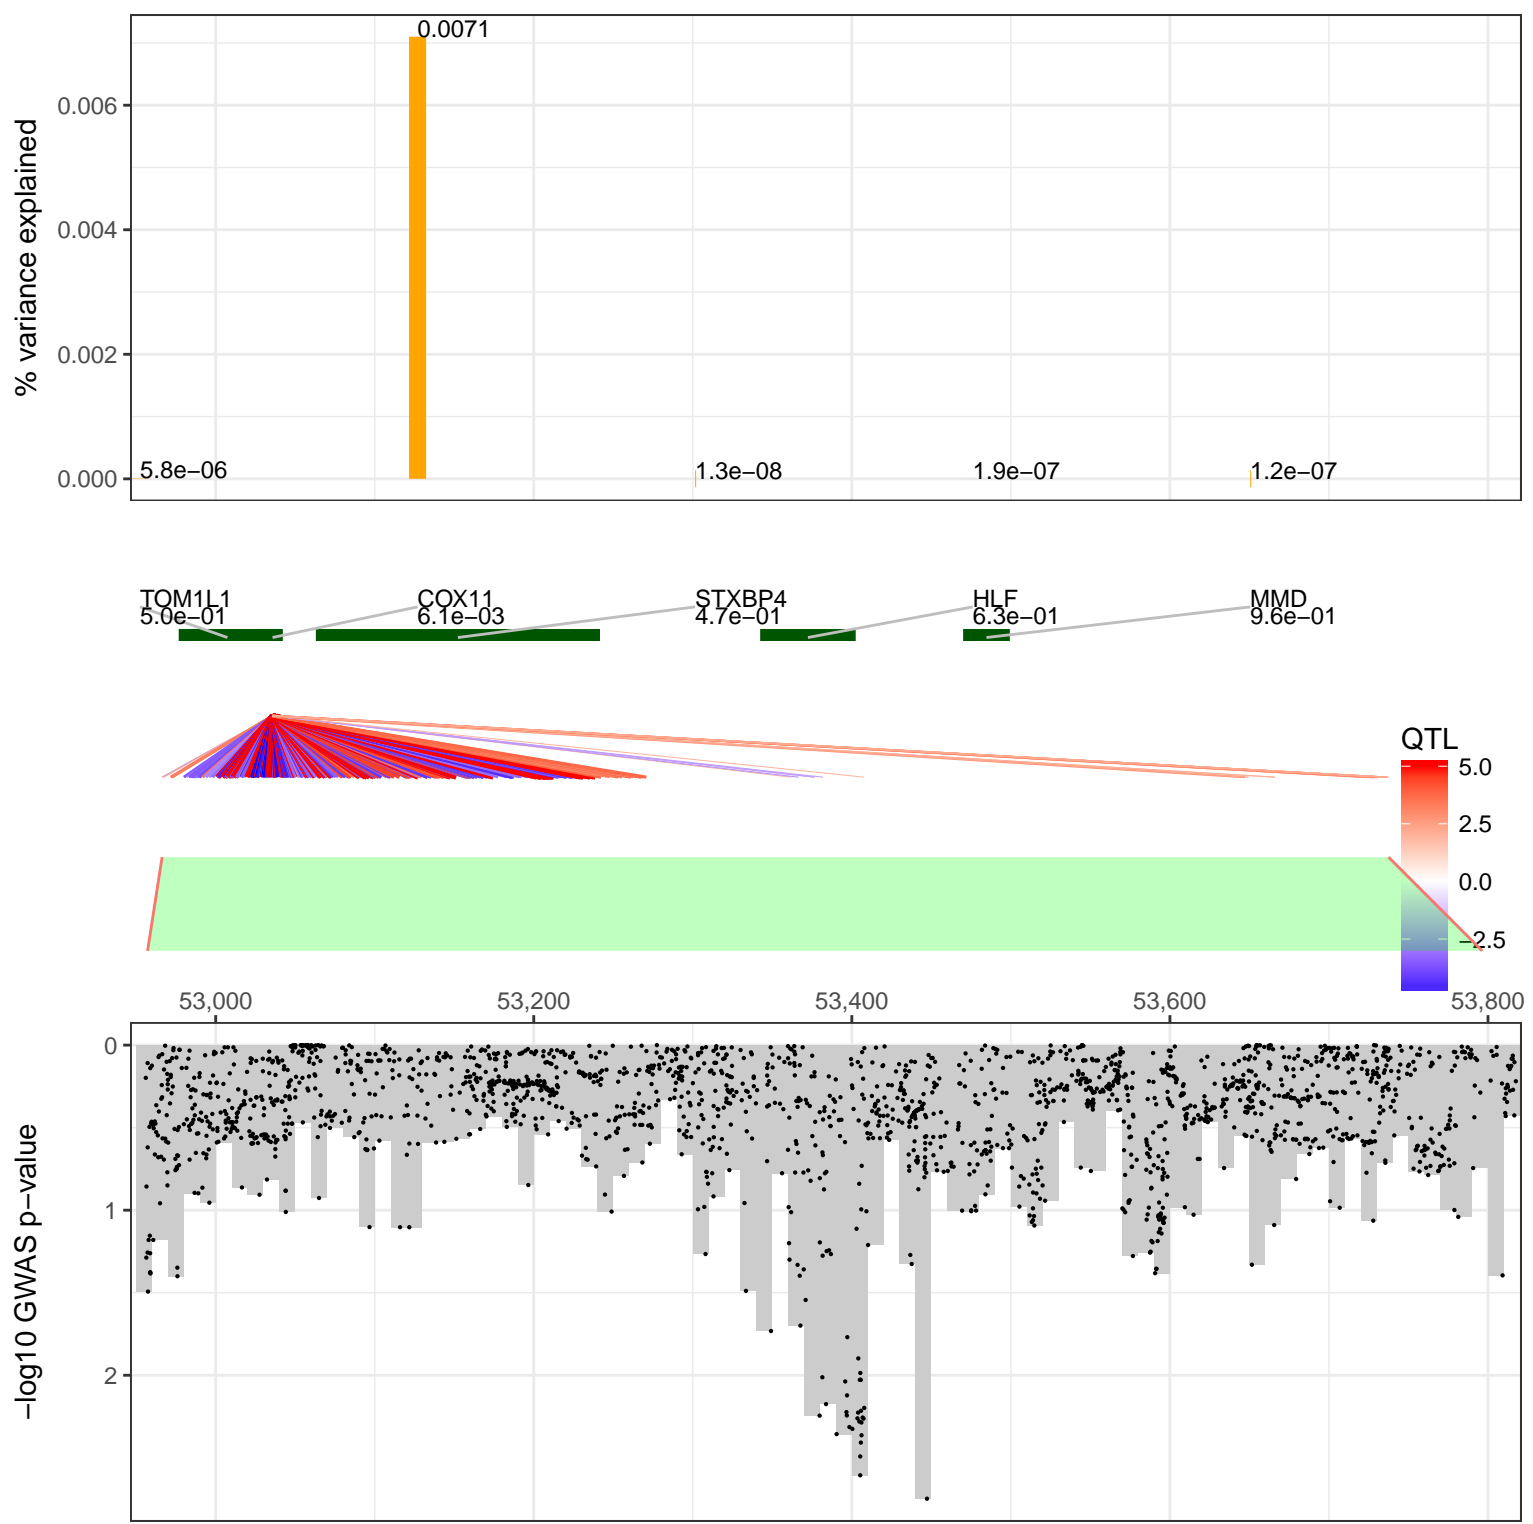 0.0071
0.006
0.004
0.002
0.000
% variance explained
5.8e−06
1.3e−08
1.9e−07
1.2e−07
TOM1L1 COX11 STXBP4 HLF MMD
5.0e−01 6.1e−03 4.7e−01 6.3e−01 9.6e−01
QTL
5.0
2.5
0.0
−2.5
53,000 53,200 53,400 53,600 53,800
0
1
2
−log10 GWAS p−value